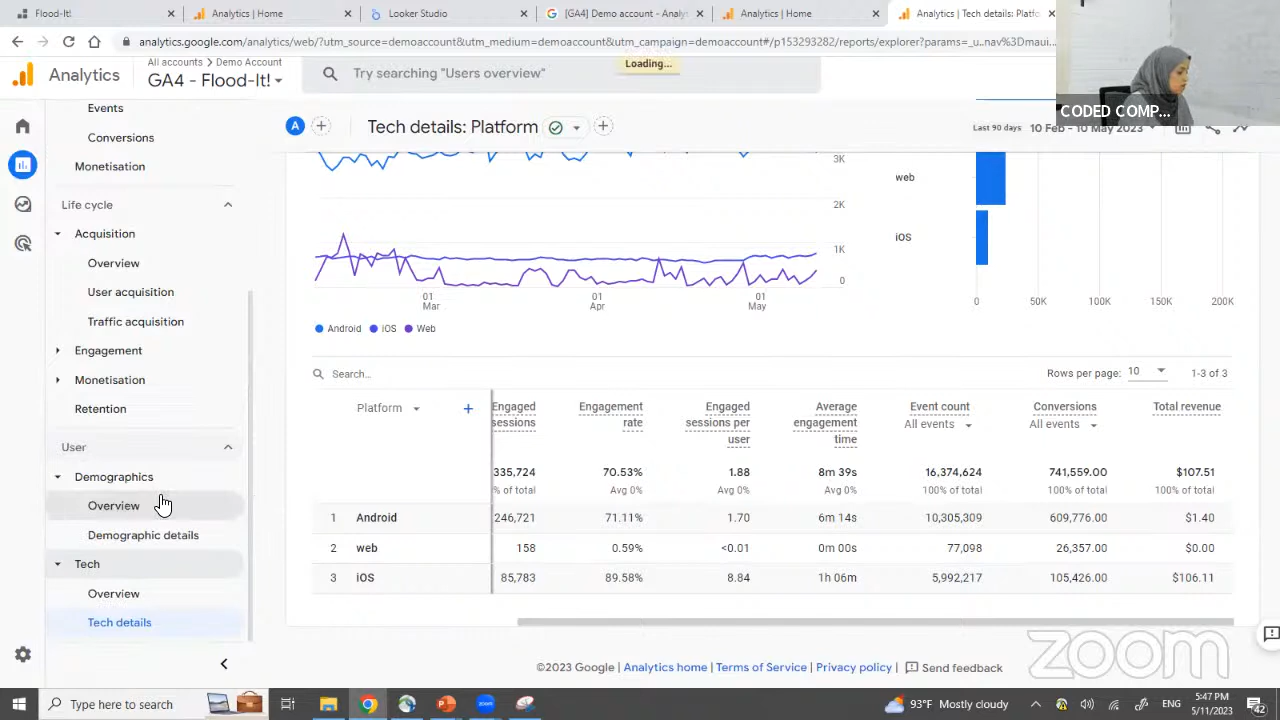 Flood-It!
Analytics | Home
Looker Studio
[GA4] Demo account - Analy
Analytics | Home
Analytics | Tech details: Platfo
analytics.google.com/analytics/web/?utm_source=demoaccount&utm_medium=demoaccount&utm_campaign=demoaccount#/p153293282/reports/explorer?params=_u..nav%3Dmaui...
CODED COMP...
Analytics
All accounts > Demo Account
GA4 - Flood-It!
Try searching "Users overview"
Loading...
A
Tech details: Platform
Last 90 days 10 Feb - 10 May 2023
Events
Conversions
Monetisation
Life cycle
Acquisition
Overview
User acquisition
Traffic acquisition
Engagement
Monetisation
Retention
User
Demographics
Overview
Demographic details
Tech
Overview
Tech details
3K
2K
1K
0
01
Mar
01
Apr
01
May
Android
iOS
Web
web
iOS
0
50K
100K
150K
200K
Search...
Rows per page: 10
1-3 of 3
Platform
Engaged sessions
Engagement rate
Engaged sessions per user
Average engagement time
Event count
All events
Conversions
All events
Total revenue
335,724 70.53% 1.88 8m 39s 16,374,624 741,559.00 $107.51
% of total Avg 0% Avg 0% Avg 0% 100% of total 100% of total 100% of total
1 Android 246,721 71.11% 1.70 6m 14s 10,305,309 609,776.00 $1.40
2 web 158 0.59% <0.01 0m 00s 77,098 26,357.00 $0.00
3 iOS 85,783 89.58% 8.84 1h 06m 5,992,217 105,426.00 $106.11
©2023 Google | Analytics home | Terms of Service | Privacy policy | Send feedback
zoom
Type here to search
93°F Mostly cloudy
ENG
5:47 PM
5/11/2023
42